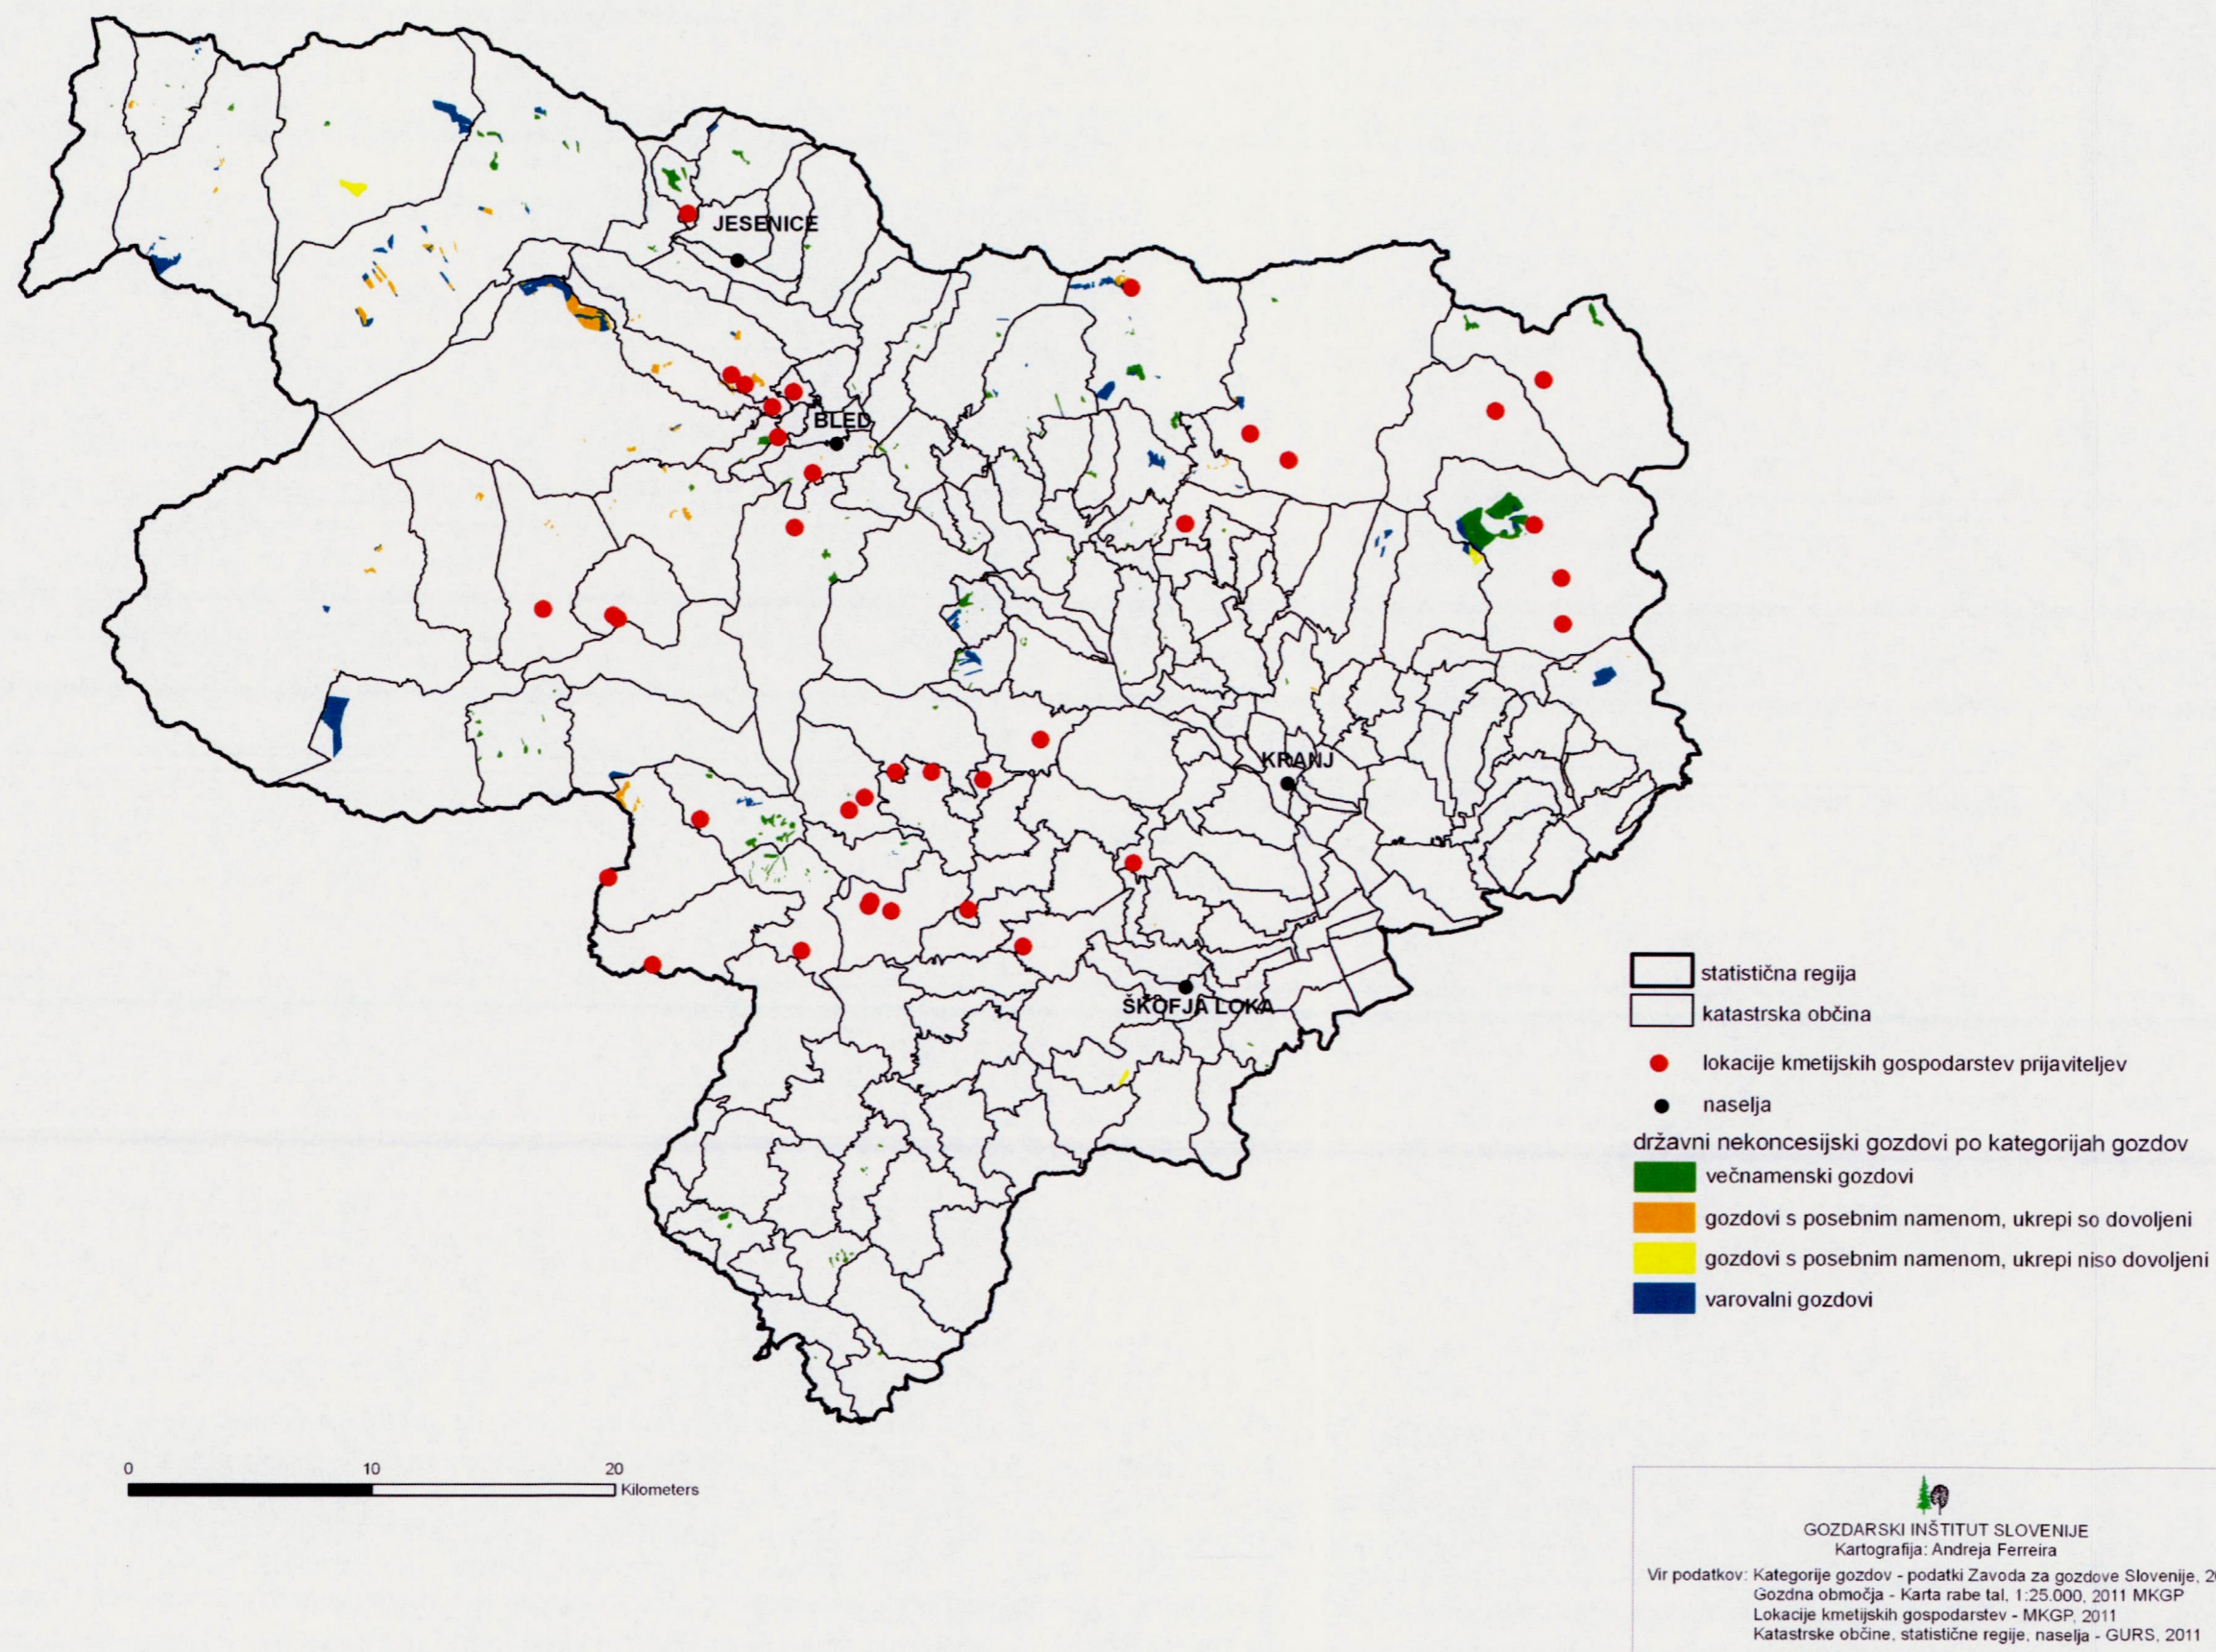 JESENICE
BLED
KRANJ
ŠKOFJA LOKA
statistična regija
katastrska občina
lokacije kmetijskih gospodarstev prijaviteljev
naselja
državni nekoncesijski gozdovi po kategorijah gozdov
večnamenski gozdovi
gozdovi s posebnim namenom, ukrepi so dovoljeni
gozdovi s posebnim namenom, ukrepi niso dovoljeni
varovalni gozdovi
0 10 20
Kilometers
GOZDARSKI INŠTITUT SLOVENIJE
Kartografija: Andreja Ferreira
Vir podatkov: Kategorije gozdov - podatki Zavoda za gozdove Slovenije,
Gozdna območja - Karta rabe tal, 1:25.000, 2011 MKGP
Lokacije kmetijskih gospodarstev - MKGP, 2011
Katastrske občine, statistične regije, naselja - GURS, 2011